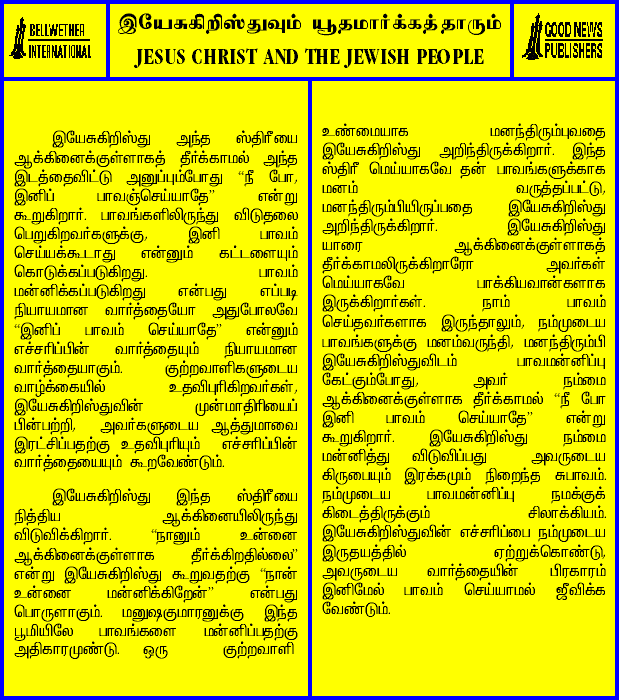 BELLWETHER
INTERNATIONAL
இயேசுகிறிஸ்துவும் யூதமார்க்கத்தாரும்
JESUS CHRIST AND THE JEWISH PEOPLE
GOOD NEWS
PUBLISHERS
இயேசுகிறிஸ்து அந்த ஸ்திரீயை
ஆக்கினைக்குள்ளாகத் தீர்க்காமல் அந்த
இடத்தைவிட்டு அனுப்பும்போது “நீ போ,
இனிப் பாவஞ்செய்யாதே” என்று
கூறுகிறார். பாவங்களிலிருந்து விடுதலை
பெறுகிறவர்களுக்கு, இனி பாவம்
செய்யக்கூடாது என்னும் கட்டளையும்
கொடுக்கப்படுகிறது. பாவம்
மன்னிக்கப்படுகிறது என்பது எப்படி
நியாயமான வார்த்தையோ அதுபோலவே
“இனிப் பாவம் செய்யாதே” என்னும்
எச்சரிப்பின் வார்த்தையும் நியாயமான
வார்த்தையாகும். குற்றவாளிகளுடைய
வாழ்க்கையில் உதவிபுரிகிறவர்கள்,
இயேசுகிறிஸ்துவின் முன்மாதிரியைப்
பின்பற்றி, அவர்களுடைய ஆத்துமாவை
இரட்சிப்பதற்கு உதவிபுரியும் எச்சரிப்பின்
வார்த்தையையும் கூறவேண்டும்.
இயேசுகிறிஸ்து இந்த ஸ்திரீயை
நித்திய ஆக்கினையிலிருந்து
விடுவிக்கிறார். “நானும் உன்னை
ஆக்கினைக்குள்ளாக தீர்க்கிறதில்லை”
என்று இயேசுகிறிஸ்து கூறுவதற்கு “நான்
உன்னை மன்னிக்கிறேன்” என்பது
பொருளாகும். மனுஷகுமாரனுக்கு இந்த
பூமியிலே பாவங்களை மன்னிப்பதற்கு
அதிகாரமுண்டு. ஒரு குற்றவாளி
உண்மையாக மனந்திரும்புவதை
இயேசுகிறிஸ்து அறிந்திருக்கிறார். இந்த
ஸ்திரீ மெய்யாகவே தன் பாவங்களுக்காக
மனம் வருத்தப்பட்டு,
மனந்திரும்பியிருப்பதை இயேசுகிறிஸ்து
அறிந்திருக்கிறார். இயேசுகிறிஸ்து
யாரை ஆக்கினைக்குள்ளாகத்
தீர்க்காமலிருக்கிறாரோ அவர்கள்
மெய்யாகவே பாக்கியவான்களாக
இருக்கிறார்கள். நாம் பாவம்
செய்தவர்களாக இருந்தாலும், நம்முடைய
பாவங்களுக்கு மனம்வருந்தி, மனந்திரும்பி
இயேசுகிறிஸ்துவிடம் பாவமன்னிப்பு
கேட்கும்போது, அவர் நம்மை
ஆக்கினைக்குள்ளாக தீர்க்காமல் “நீ போ
இனி பாவம் செய்யாதே” என்று
கூறுகிறார். இயேசுகிறிஸ்து நம்மை
மன்னித்து விடுவிப்பது அவருடைய
கிருபையும் இரக்கமும் நிறைந்த சுபாவம்.
நம்முடைய பாவமன்னிப்பு நமக்குக்
கிடைத்திருக்கும் சிலாக்கியம்.
இயேசுகிறிஸ்துவின் எச்சரிப்பை நம்முடைய
இருதயத்தில் ஏற்றுக்கொண்டு,
அவருடைய வார்த்தையின் பிரகாரம்
இனிமேல் பாவம் செய்யாமல் ஜீவிக்க
வேண்டும்.